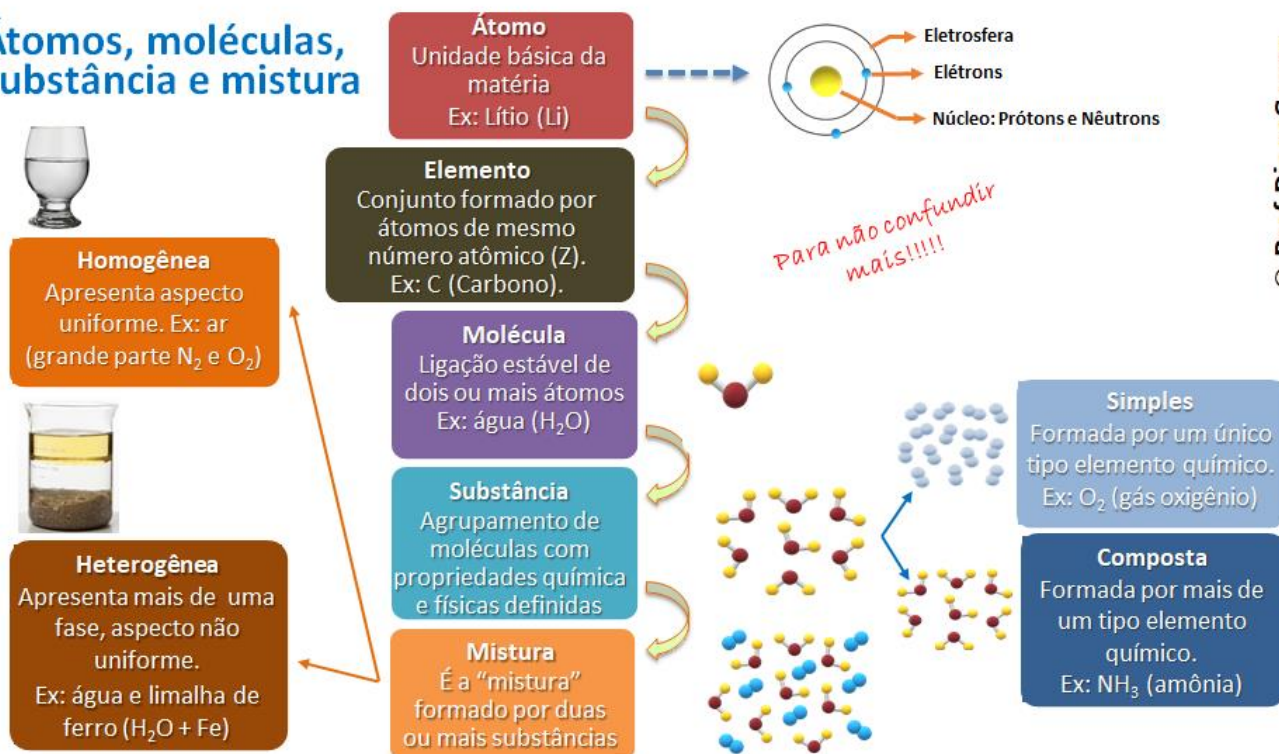 Átomos, moléculas,
substância e mistura
Átomo
Unidade básica da
matéria
Ex: Lítio (Li)
Eletrosfera
Elétrons
Núcleo: Prótons e Nêutrons
Elemento
Conjunto formado por
átomos de mesmo
número atômico (Z).
Ex: C (Carbono).
Para não confundir
mais!!!!!
Homogênea
Apresenta aspecto
uniforme. Ex: ar
(grande parte N₂ e O₂)
Molécula
Ligação estável de
dois ou mais átomos
Ex: água (H₂O)
Simples
Formada por um único
tipo elemento químico.
Ex: O₂ (gás oxigênio)
Substância
Agrupamento de
moléculas com
propriedades química
e físicas definidas
Composta
Formada por mais de
um tipo elemento
químico.
Ex: NH₃ (amônia)
Heterogênea
Apresenta mais de uma
fase, aspecto não
uniforme.
Ex: água e limalha de
ferro (H₂O + Fe)
Mistura
É a “mistura”
formado por duas
ou mais substâncias